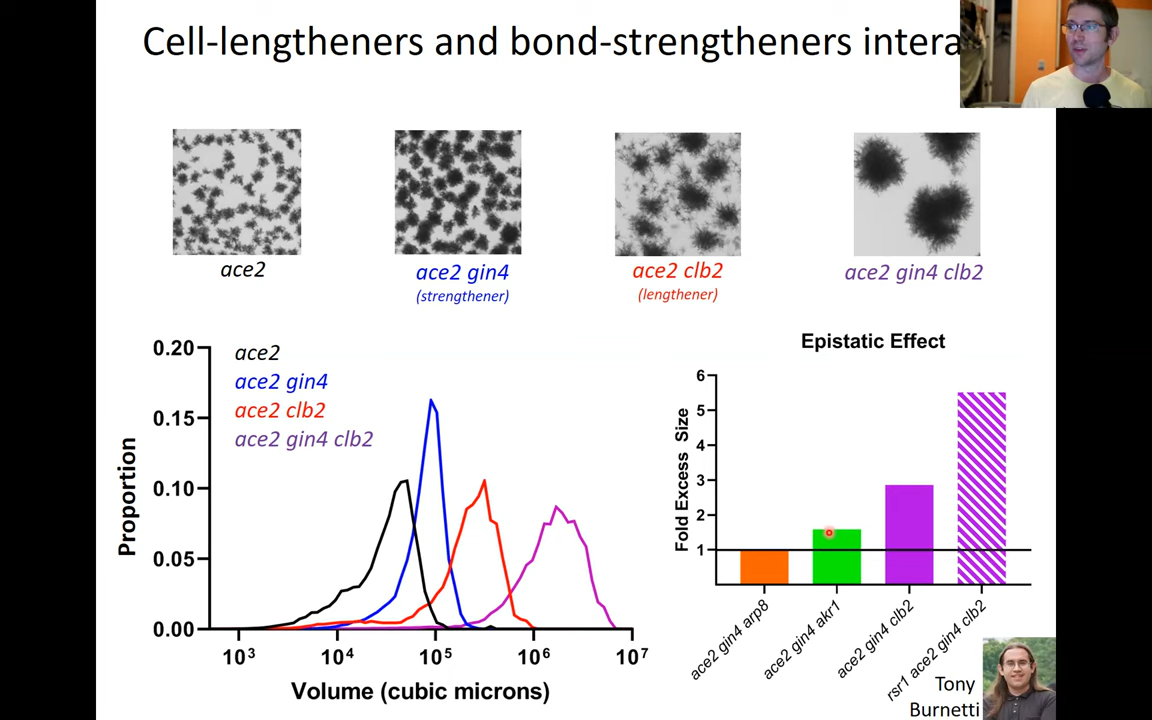 Cell-lengtheners and bond-strengtheners intera
ace2
ace2 gin4
(strengthener)
ace2 clb2
(lengthener)
ace2 gin4 clb2
0.20
0.15
0.10
0.05
0.00
Proportion
ace2
ace2 gin4
ace2 clb2
ace2 gin4 clb2
10³
10⁴
10⁵
10⁶
10⁷
Volume (cubic microns)
Epistatic Effect
Fold Excess Size
6
5
4
3
2
1
ace2 gin4 arp8
ace2 gin4 akr1
ace2 gin4 clb2
rsr1 ace2 gin4 clb2
Tony
Burnetti